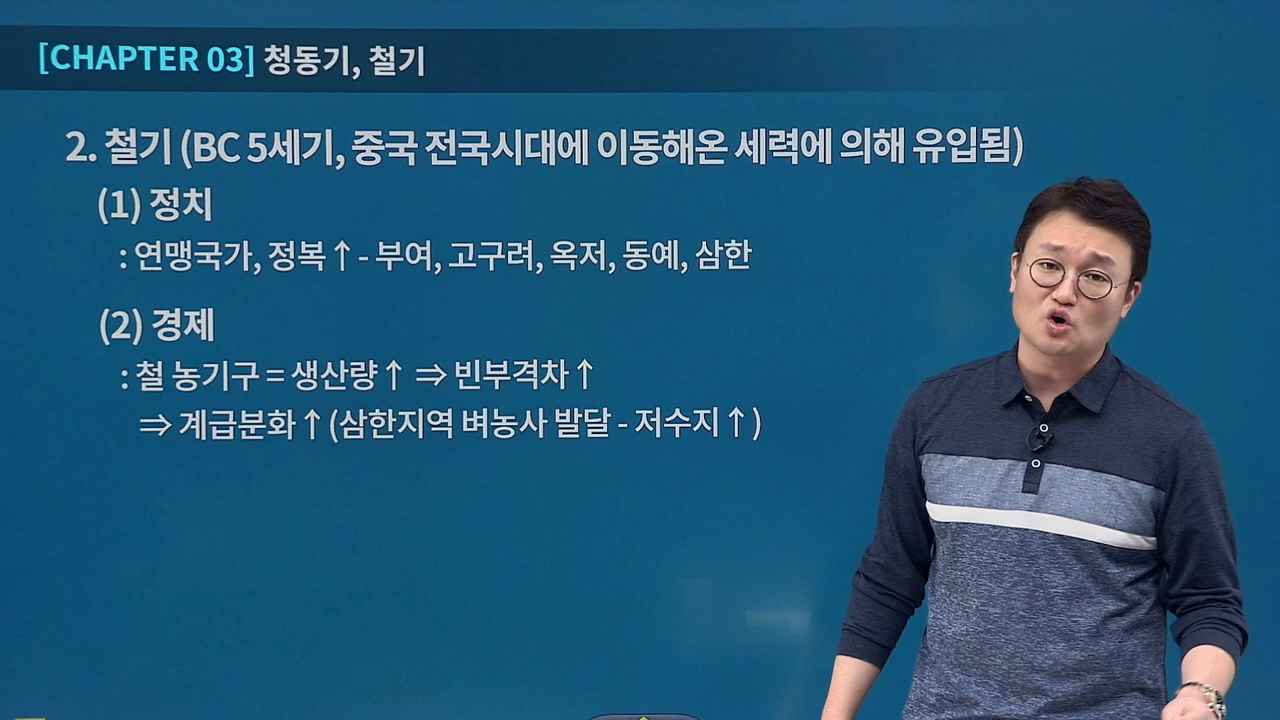 [CHAPTER 03] 청동기, 철기
2. 철기 (BC 5세기, 중국 전국시대에 이동해온 세력에 의해 유입됨)
(1) 정치
: 연맹국가, 정복↑- 부여, 고구려, 옥저, 동예, 삼한
(2) 경제
: 철 농기구 = 생산량↑ ⇒ 빈부격차↑
⇒ 계급분화↑(삼한지역 벼농사 발달 - 저수지↑)